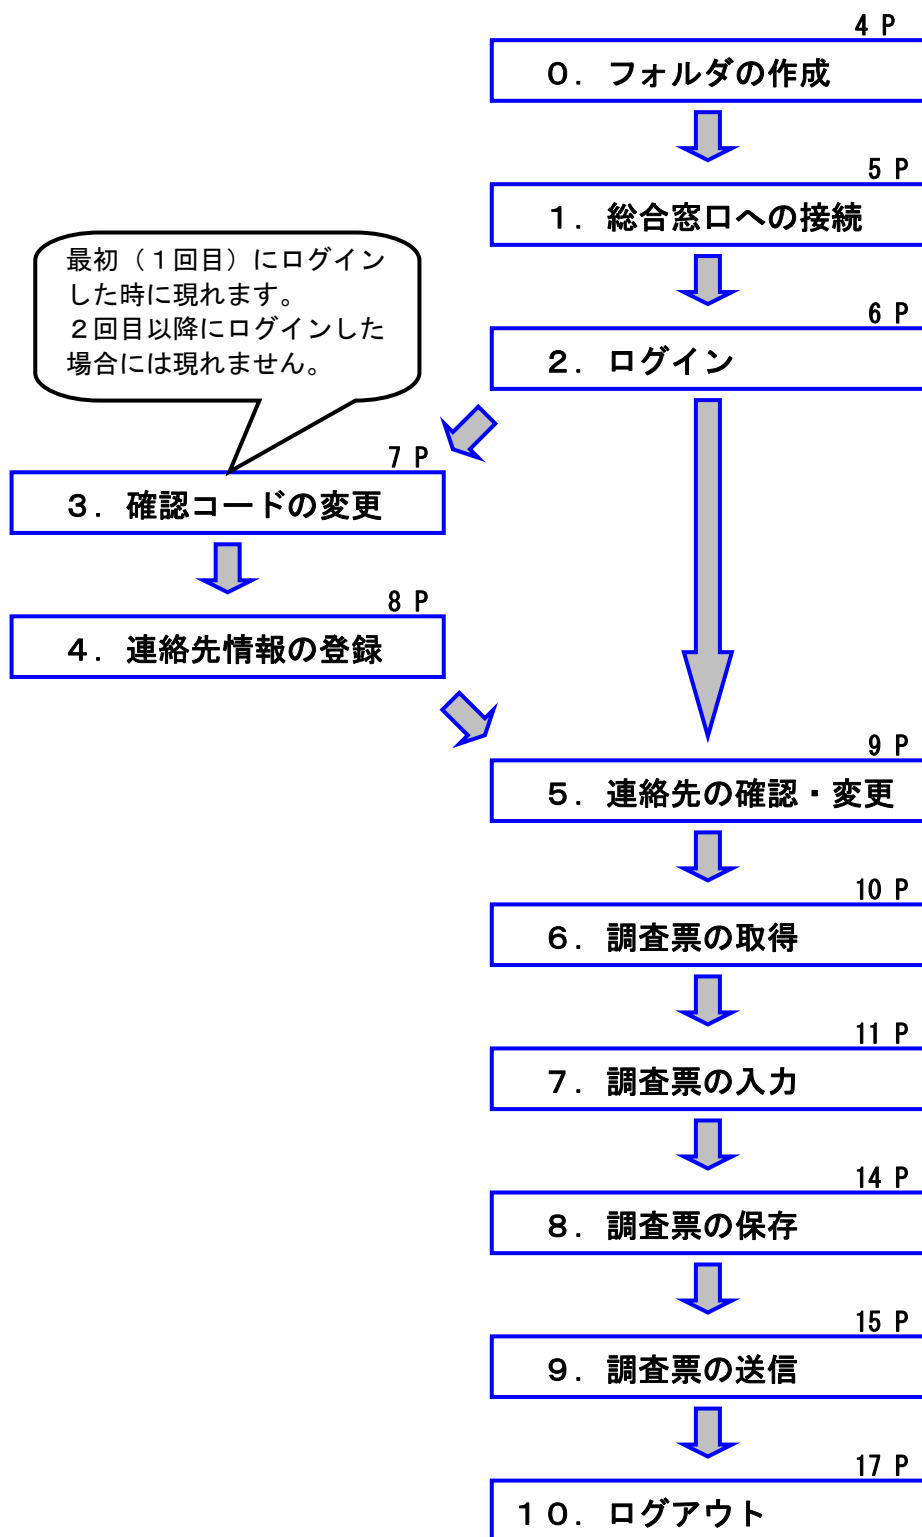 4 P
０．フォルダの作成
5 P
１．総合窓口への接続
最初（１回目）にログイン
した時に現れます。
２回目以降にログインした
場合には現れません。
6 P
２．ログイン
7 P
３．確認コードの変更
8 P
４．連絡先情報の登録
9 P
５．連絡先の確認・変更
10 P
６．調査票の取得
11 P
７．調査票の入力
14 P
８．調査票の保存
15 P
９．調査票の送信
17 P
１０．ログアウト